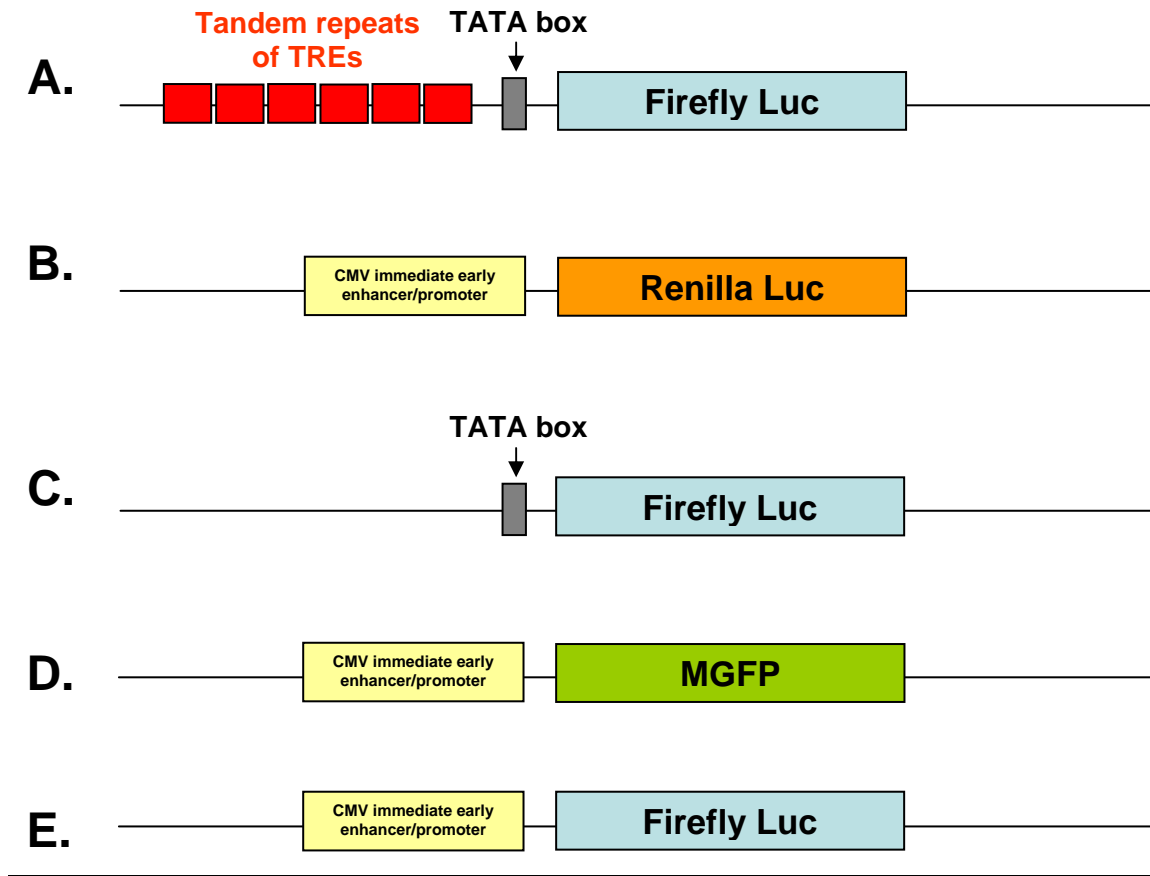 Tandem repeats
of TREs
TATA box
A.
Firefly Luc
B.
CMV immediate early
enhancer/promoter
Renilla Luc
TATA box
C.
Firefly Luc
D.
CMV immediate early
enhancer/promoter
MGFP
E.
CMV immediate early
enhancer/promoter
Firefly Luc